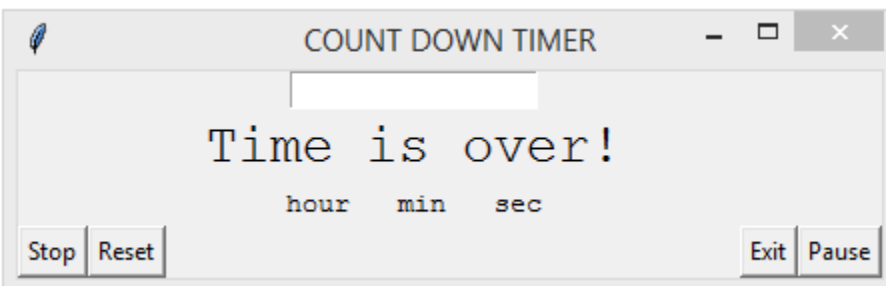 COUNT DOWN TIMER
Time is over!
hour min sec
Stop Reset Exit Pause